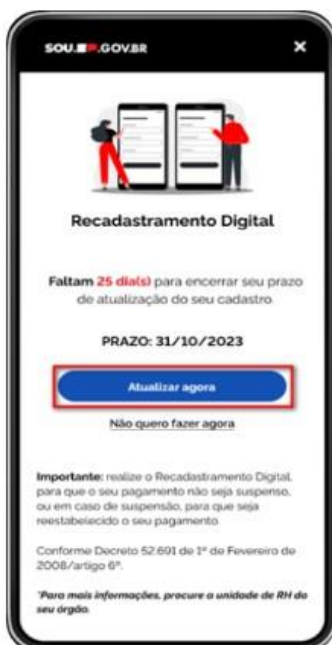 SOU.SP.GOV.BR
×
Recadastramento Digital
Faltam 25 dia(s) para encerrar seu prazo
de atualização do seu cadastro
PRAZO: 31/10/2023
Atualizar agora
Não quero fazer agora
Importante: realize o Recadastramento Digital,
para que o seu pagamento não seja suspenso,
ou em caso de suspensão, para que seja
reestabelecido o seu pagamento.
Conforme Decreto 52.691 de 1º de Fevereiro de
2008/artigo 6º.
*Para mais informações, procure a unidade de RH do
seu órgão.